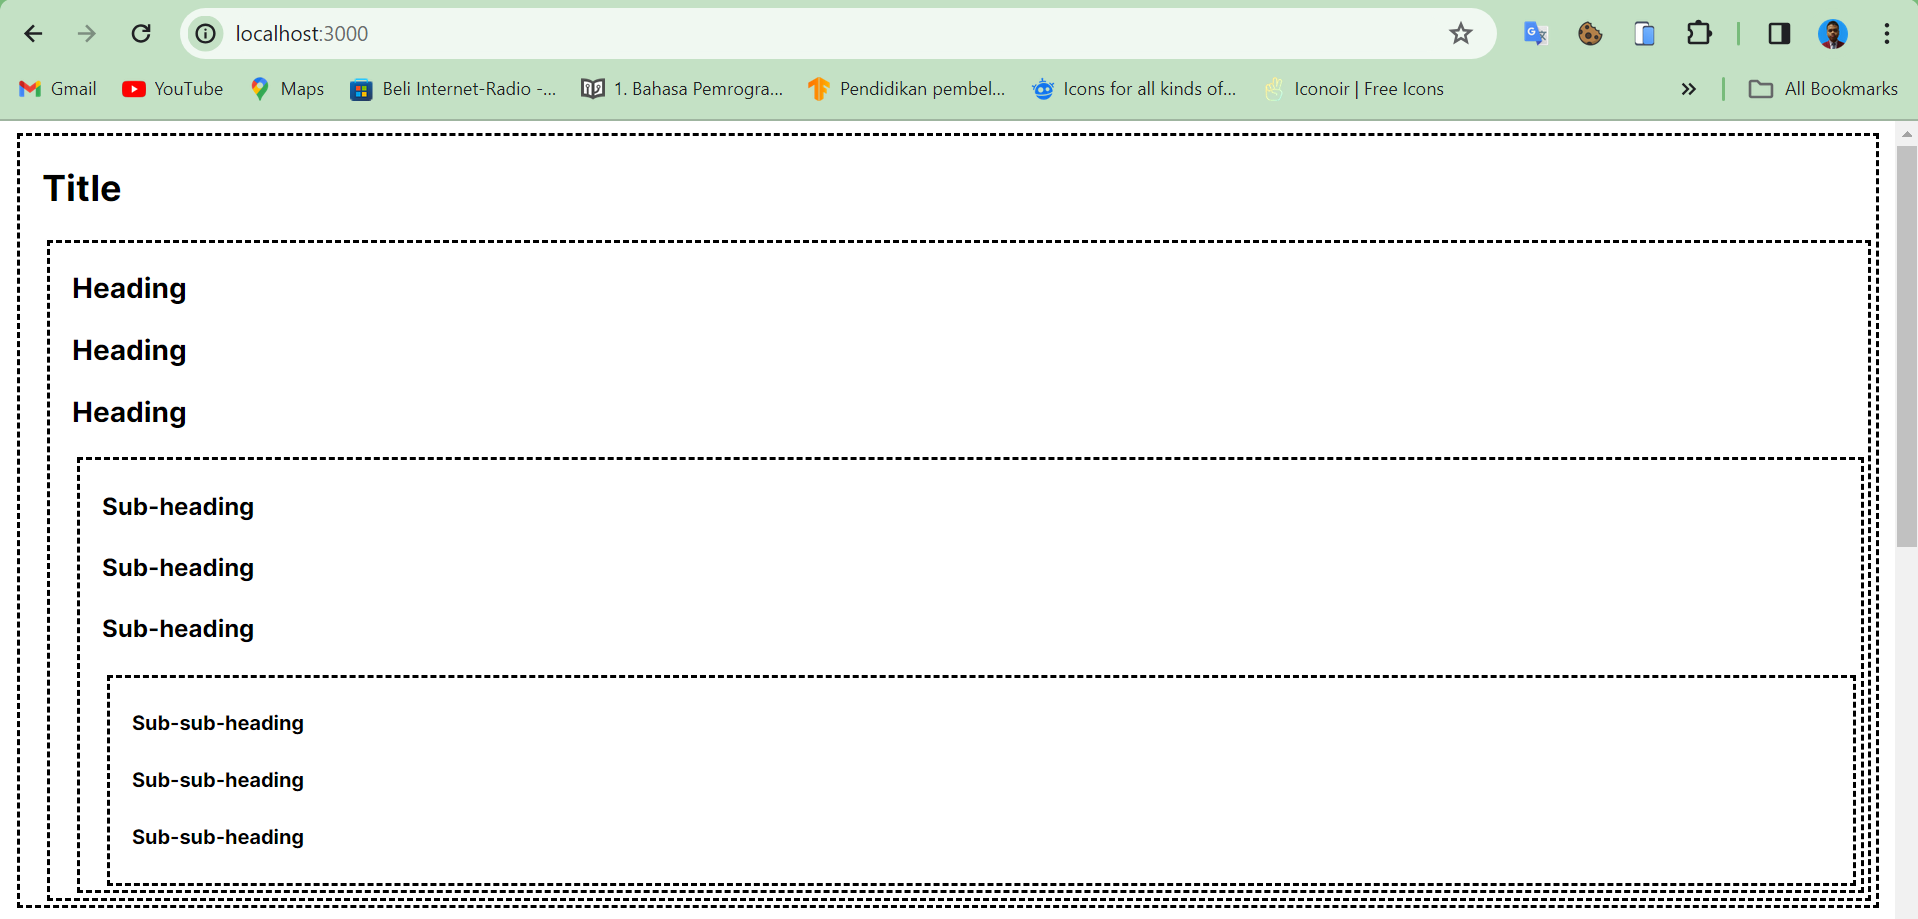 localhost:3000
Gmail YouTube Maps Beli Internet-Radio -... 1. Bahasa Pemrogra... Pendidikan pembel... Icons for all kinds of... Iconoir | Free Icons » All Bookmarks
Title
Heading
Heading
Heading
Sub-heading
Sub-heading
Sub-heading
Sub-sub-heading
Sub-sub-heading
Sub-sub-heading